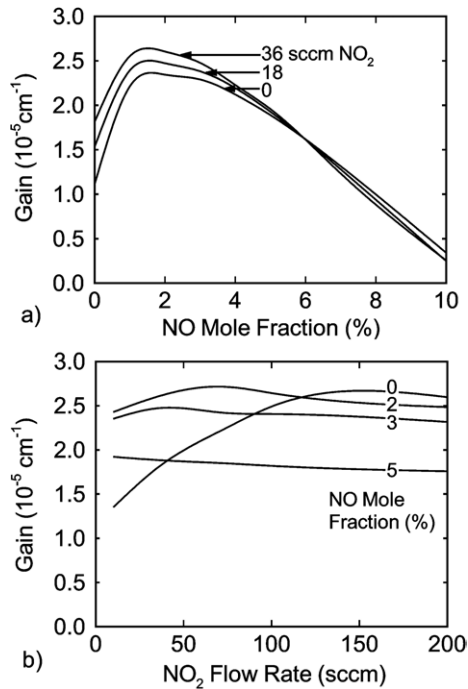 3.0
2.5
2.0
1.5
1.0
0.5
0.0
Gain (10⁻⁵cm⁻¹)
36 sccm NO₂
18
0
0 2 4 6 8 10
a)
NO Mole Fraction (%)
3.0
2.5
2.0
1.5
1.0
0.5
0.0
Gain (10⁻⁵ cm⁻¹)
0
2
3
5
NO Mole
Fraction (%)
0 50 100 150 200
b)
NO₂ Flow Rate (sccm)